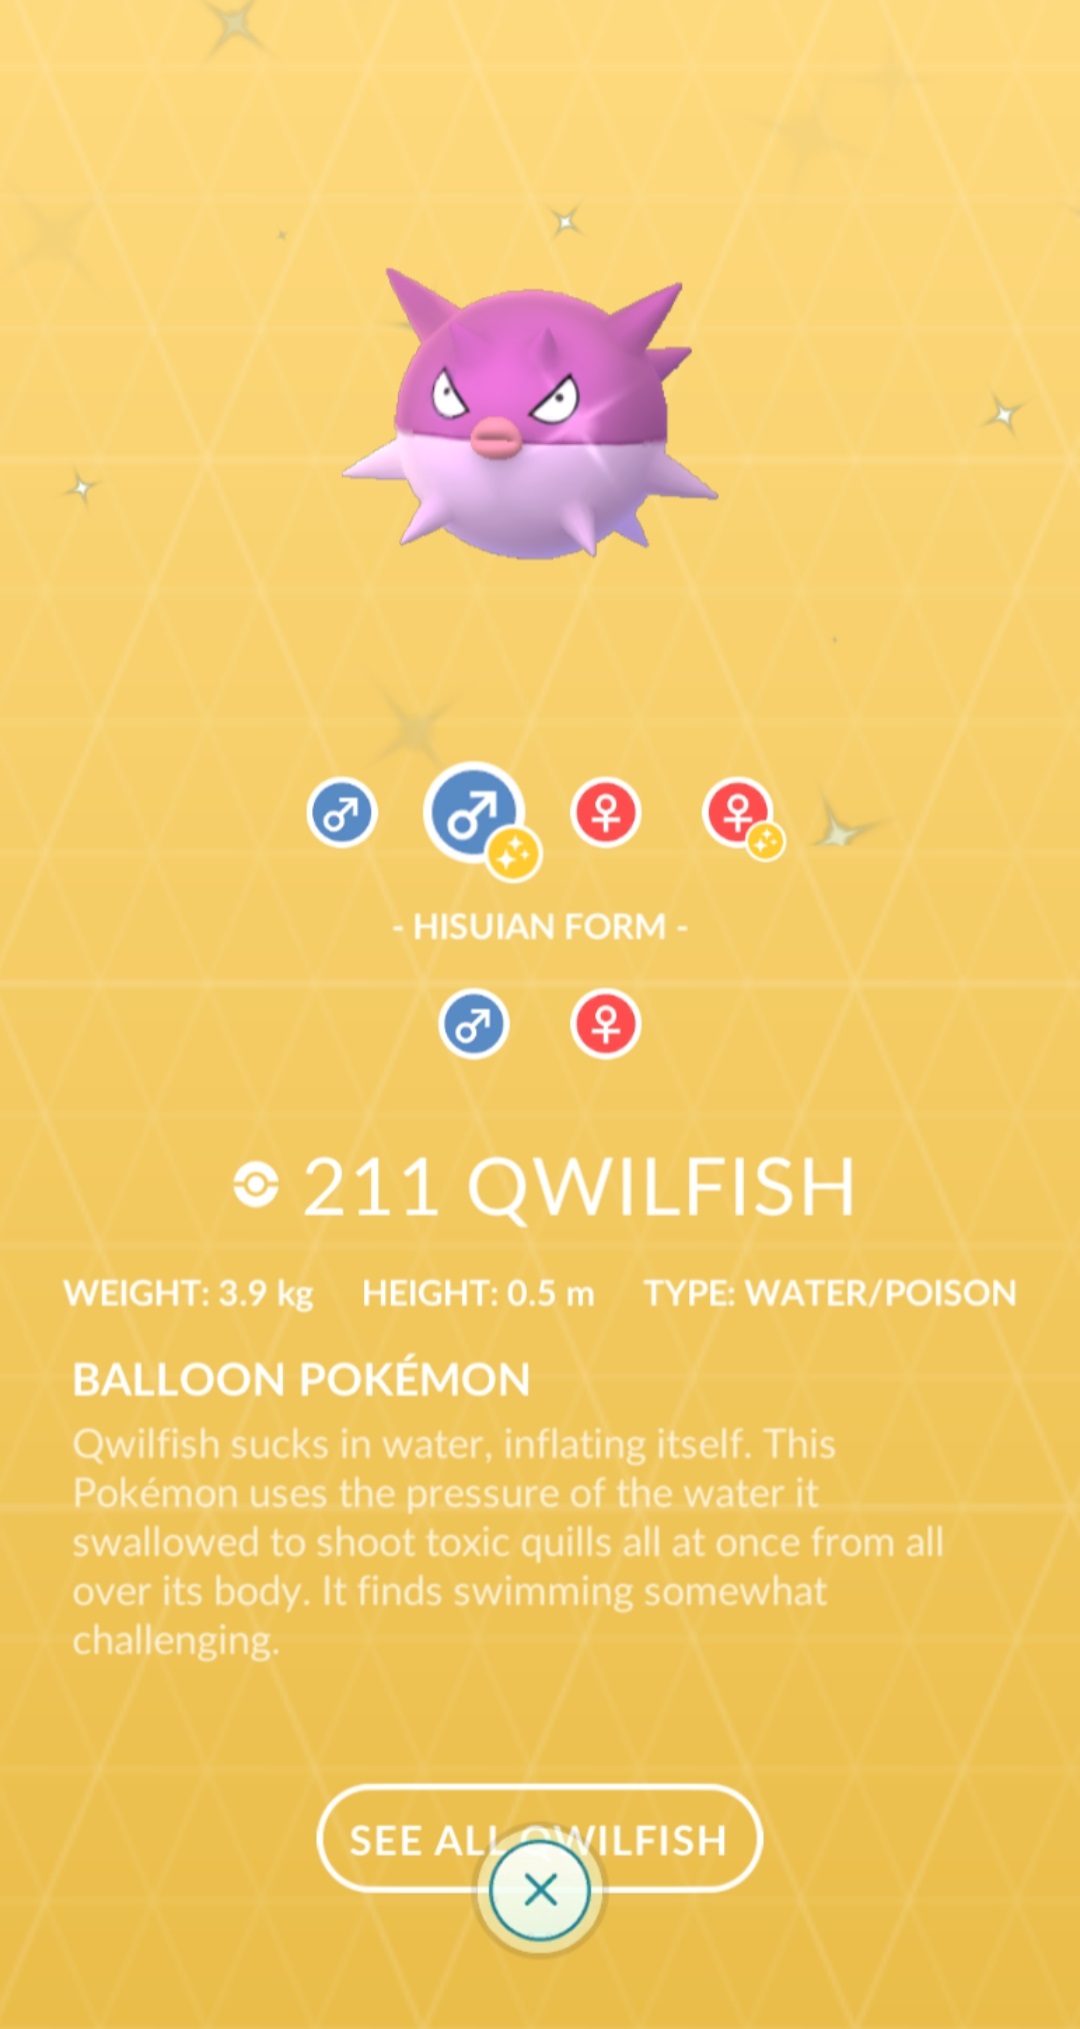 - HISUIAN FORM -
211 QWILFISH
WEIGHT: 3.9 kg HEIGHT: 0.5 m TYPE: WATER/POISON
BALLOON POKÉMON
Qwilfish sucks in water, inflating itself. This
Pokémon uses the pressure of the water it
swallowed to shoot toxic quills all at once from all
over its body. It finds swimming somewhat
challenging.
SEE ALL QWILFISH